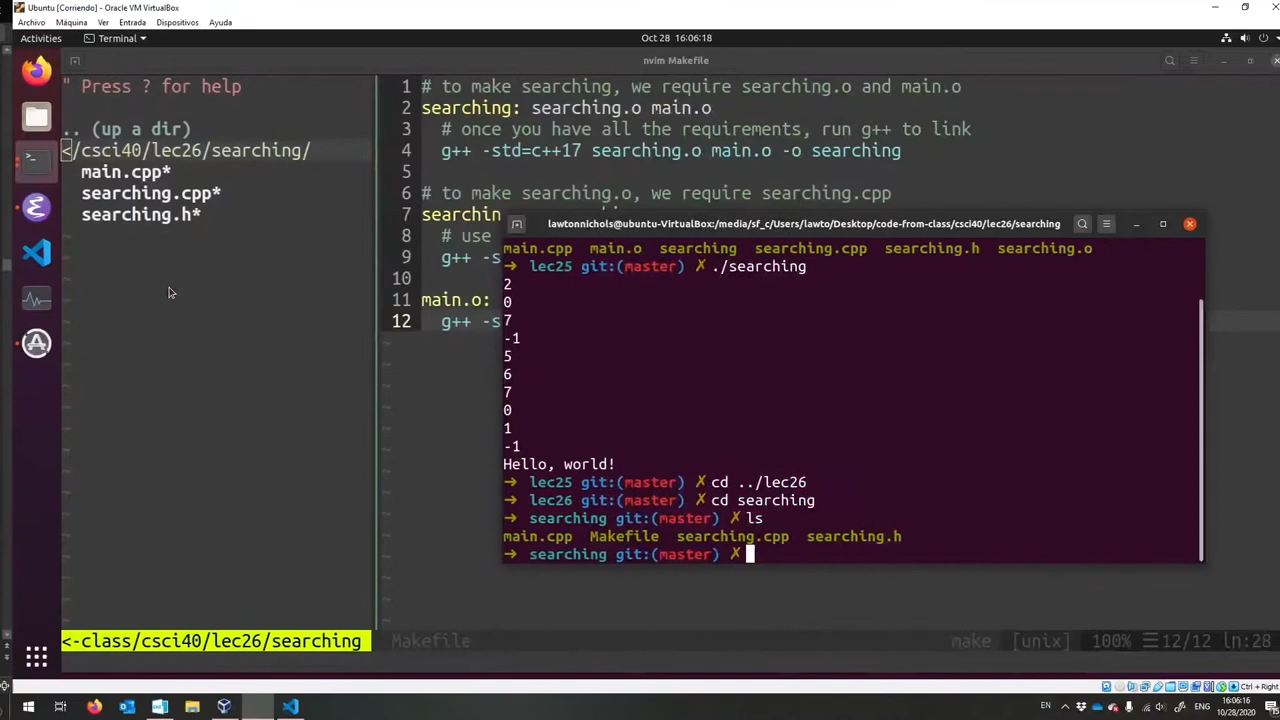 Ubuntu [Corriendo] - Oracle VM VirtualBox
Archivo Máquina Ver Entrada Dispositivos Ayuda
Activities Terminal Oct 28 16:06:18
nvim Makefile
" Press ? for help
.. (up a dir)
</csci40/lec26/searching/
main.cpp*
searching.cpp*
searching.h*
<-class/csci40/lec26/searching
1 # to make searching, we require searching.o and main.o
2 searching: searching.o main.o
3 # once you have all the requirements, run g++ to link
4 g++ -std=c++17 searching.o main.o -o searching
5
6 # to make searching.o, we require searching.cpp
7 searchin
8 # use
9 g++ -s
10
11 main.o:
12 g++ -s
Makefile make [unix] 100% 12/12 ln:28
lawtonnichols@ubuntu-VirtualBox:/media/sf_c/Users/lawto/Desktop/code-from-class/csci40/lec26/searching
main.cpp main.o searching searching.cpp searching.h searching.o
➜ lec25 git:(master) ✗ ./searching
2
0
7
-1
5
6
7
0
1
-1
Hello, world!
➜ lec25 git:(master) ✗ cd ../lec26
➜ lec26 git:(master) ✗ cd searching
➜ searching git:(master) ✗ ls
main.cpp Makefile searching.cpp searching.h
➜ searching git:(master) ✗
Ctrl + Right
EN 16:06:16
10/28/2020